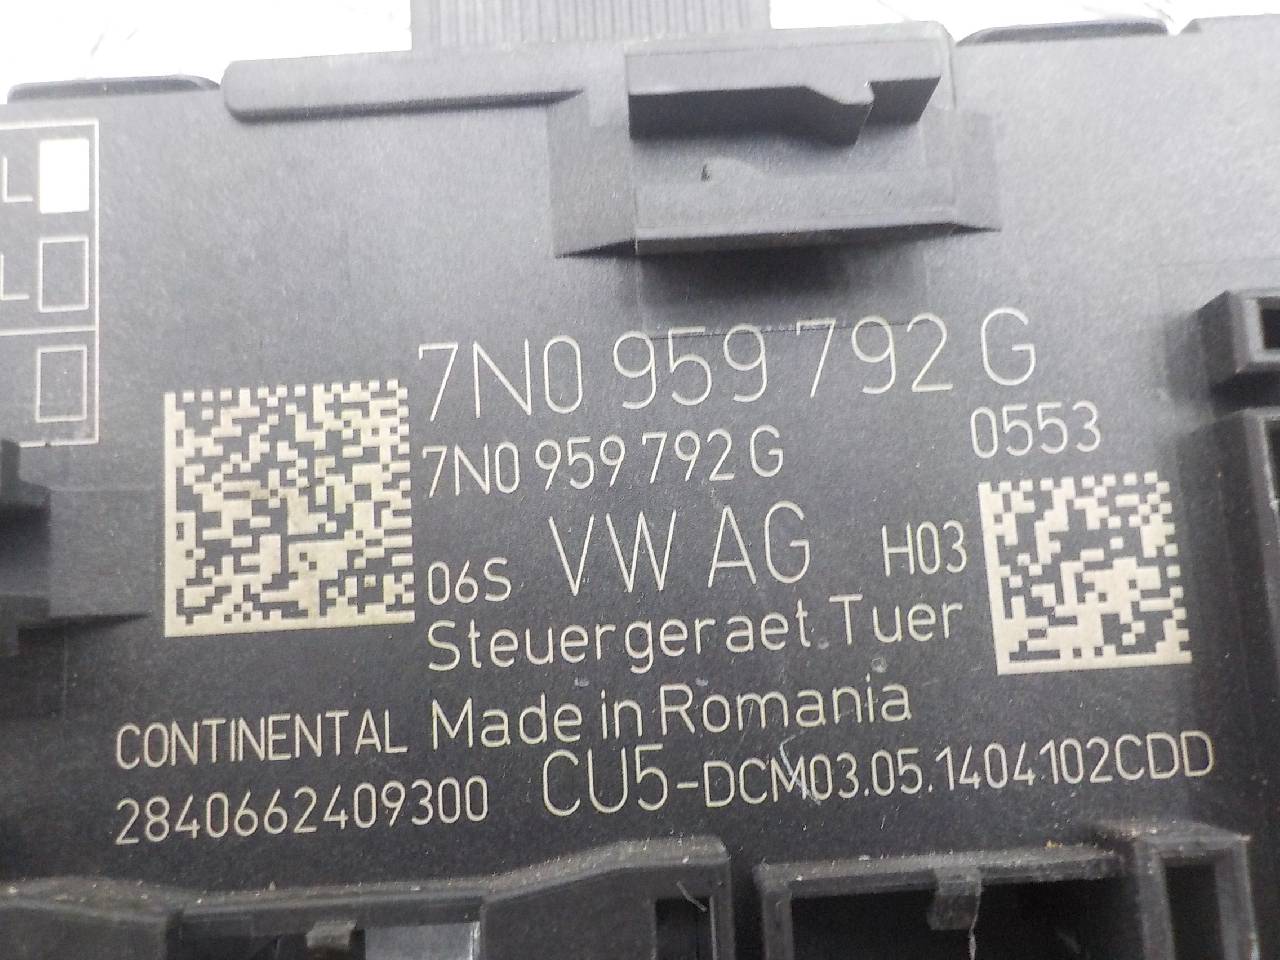 L
L
7N0 959 792 G
7N0 959 792 G 0553
06S VW AG H03
Steuergeraet Tuer
CONTINENTAL Made in Romania
2840662409300 CU5-DCM03.05.1404102CDD